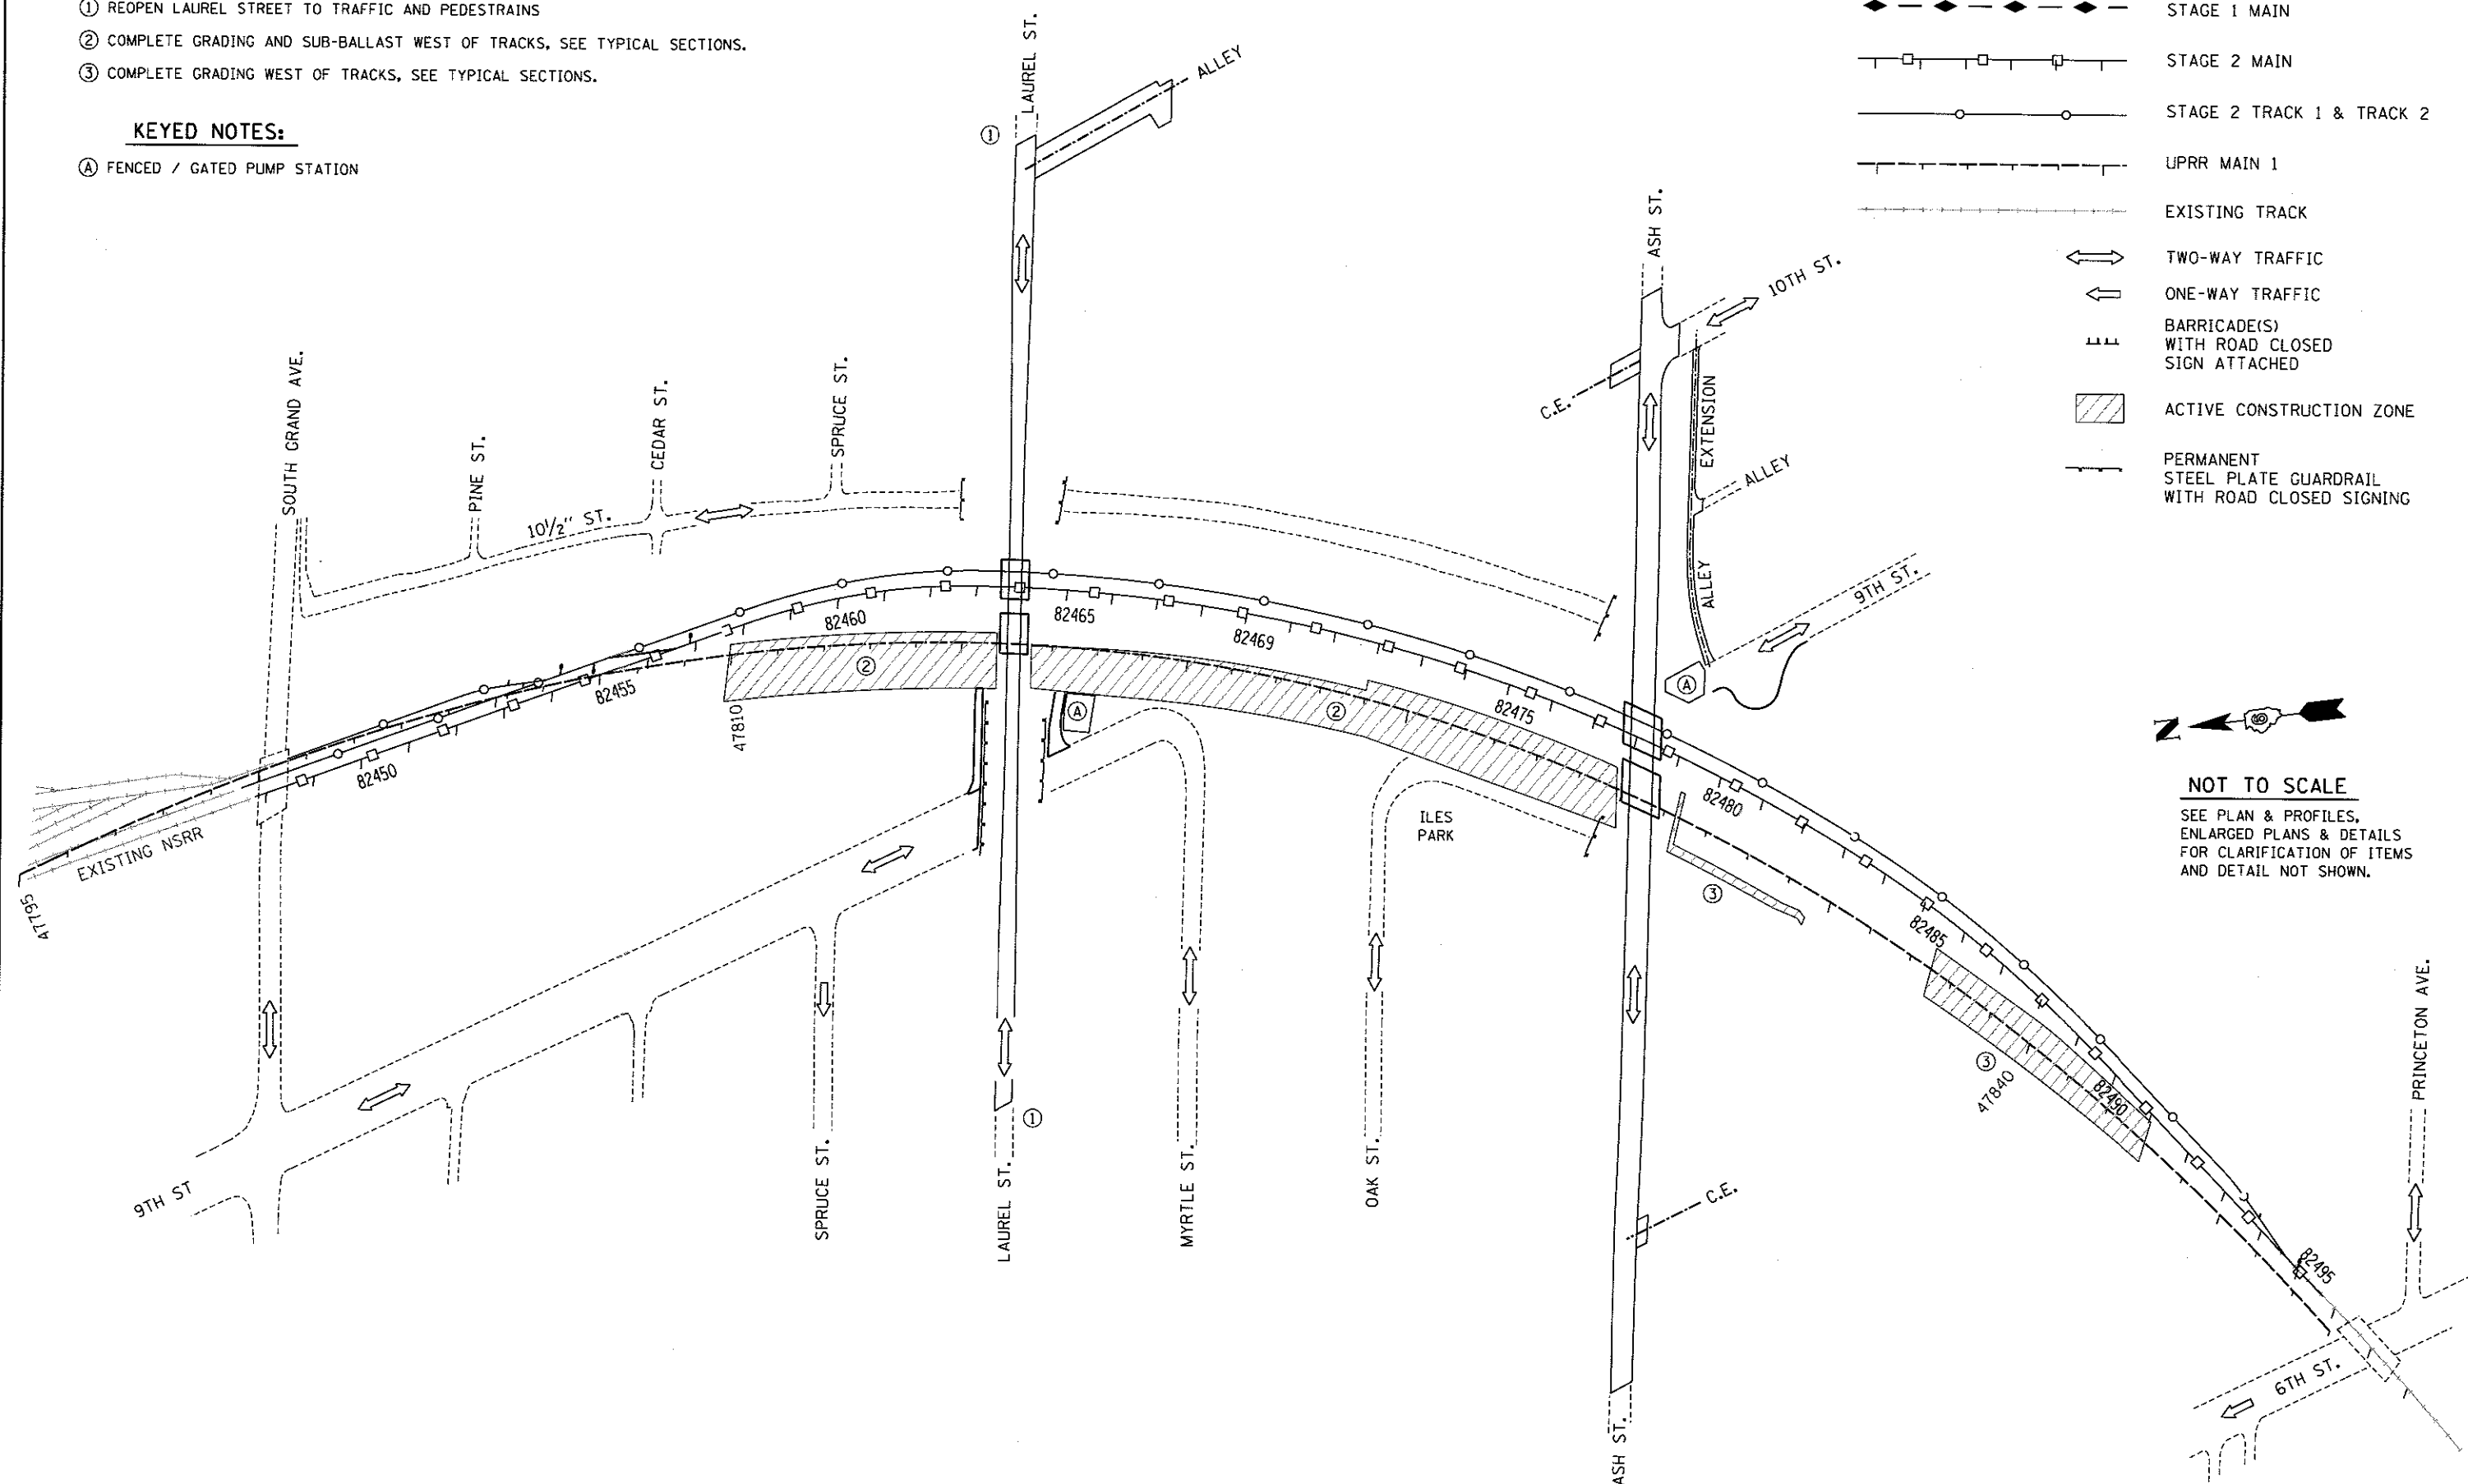 ① REOPEN LAUREL STREET TO TRAFFIC AND PEDESTRAINS
② COMPLETE GRADING AND SUB-BALLAST WEST OF TRACKS, SEE TYPICAL SECTIONS.
③ COMPLETE GRADING WEST OF TRACKS, SEE TYPICAL SECTIONS.
KEYED NOTES:
Ⓐ FENCED / GATED PUMP STATION
STAGE 1 MAIN
STAGE 2 MAIN
STAGE 2 TRACK 1 & TRACK 2
UPRR MAIN 1
EXISTING TRACK
TWO-WAY TRAFFIC
ONE-WAY TRAFFIC
BARRICADE(S)
WITH ROAD CLOSED
SIGN ATTACHED
ACTIVE CONSTRUCTION ZONE
PERMANENT
STEEL PLATE GUARDRAIL
WITH ROAD CLOSED SIGNING
LAUREL ST.
ALLEY
①
ASH ST.
10TH ST.
C.E.
EXTENSION
ALLEY
ALLEY
9TH ST.
Ⓐ
SOUTH GRAND AVE.
PINE ST.
CEDAR ST.
SPRUCE ST.
10½" ST.
82450
82455
82460
82465
82469
82475
82480
82485
82490
82495
47795
47810
47840
②
②
③
③
Ⓐ
EXISTING NSRR
ILES
PARK
N
NOT TO SCALE
SEE PLAN & PROFILES,
ENLARGED PLANS & DETAILS
FOR CLARIFICATION OF ITEMS
AND DETAIL NOT SHOWN.
9TH ST
SPRUCE ST.
LAUREL ST.
①
MYRTLE ST.
OAK ST.
C.E.
ASH ST.
PRINCETON AVE.
6TH ST.